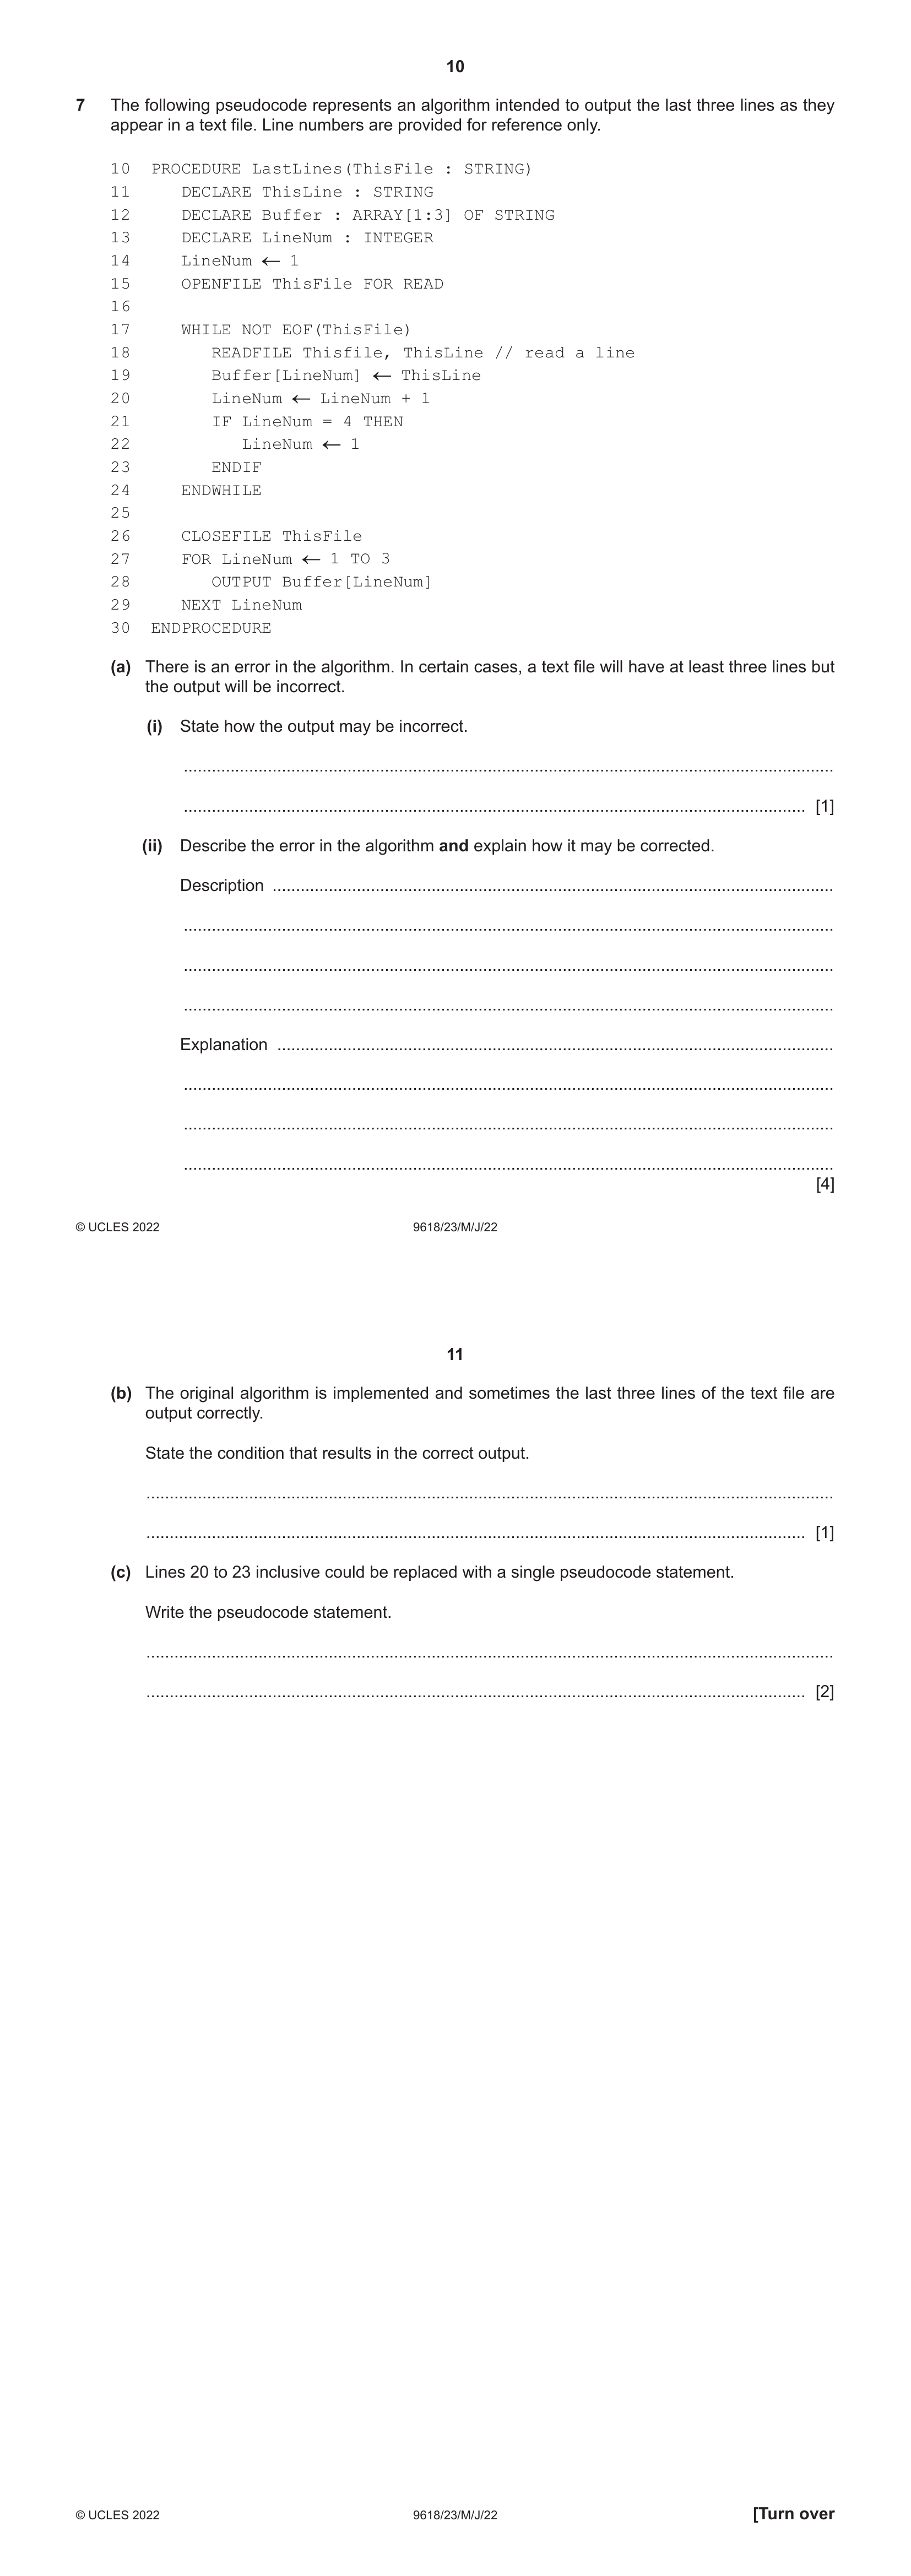 10
7 The following pseudocode represents an algorithm intended to output the last three lines as they
appear in a text file. Line numbers are provided for reference only.
10 PROCEDURE LastLines(ThisFile : STRING)
11 DECLARE ThisLine : STRING
12 DECLARE Buffer : ARRAY[1:3] OF STRING
13 DECLARE LineNum : INTEGER
14 LineNum ← 1
15 OPENFILE ThisFile FOR READ
16
17 WHILE NOT EOF(ThisFile)
18 READFILE Thisfile, ThisLine // read a line
19 Buffer[LineNum] ← ThisLine
20 LineNum ← LineNum + 1
21 IF LineNum = 4 THEN
22 LineNum ← 1
23 ENDIF
24 ENDWHILE
25
26 CLOSEFILE ThisFile
27 FOR LineNum ← 1 TO 3
28 OUTPUT Buffer[LineNum]
29 NEXT LineNum
30 ENDPROCEDURE
(a) There is an error in the algorithm. In certain cases, a text file will have at least three lines but
the output will be incorrect.
(i) State how the output may be incorrect.
[1]
(ii) Describe the error in the algorithm and explain how it may be corrected.
Description
Explanation
[4]
© UCLES 2022 9618/23/M/J/22
11
(b) The original algorithm is implemented and sometimes the last three lines of the text file are
output correctly.
State the condition that results in the correct output.
[1]
(c) Lines 20 to 23 inclusive could be replaced with a single pseudocode statement.
Write the pseudocode statement.
[2]
© UCLES 2022 9618/23/M/J/22 [Turn over